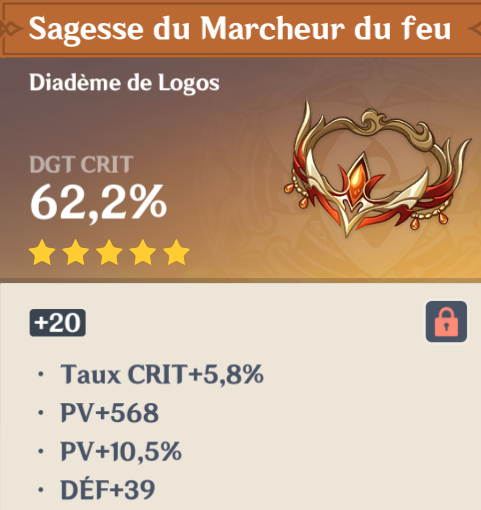 Sagesse du Marcheur du feu
Diadème de Logos
DGT CRIT
62,2%
+20
· Taux CRIT+5,8%
· PV+568
· PV+10,5%
· DÉF+39